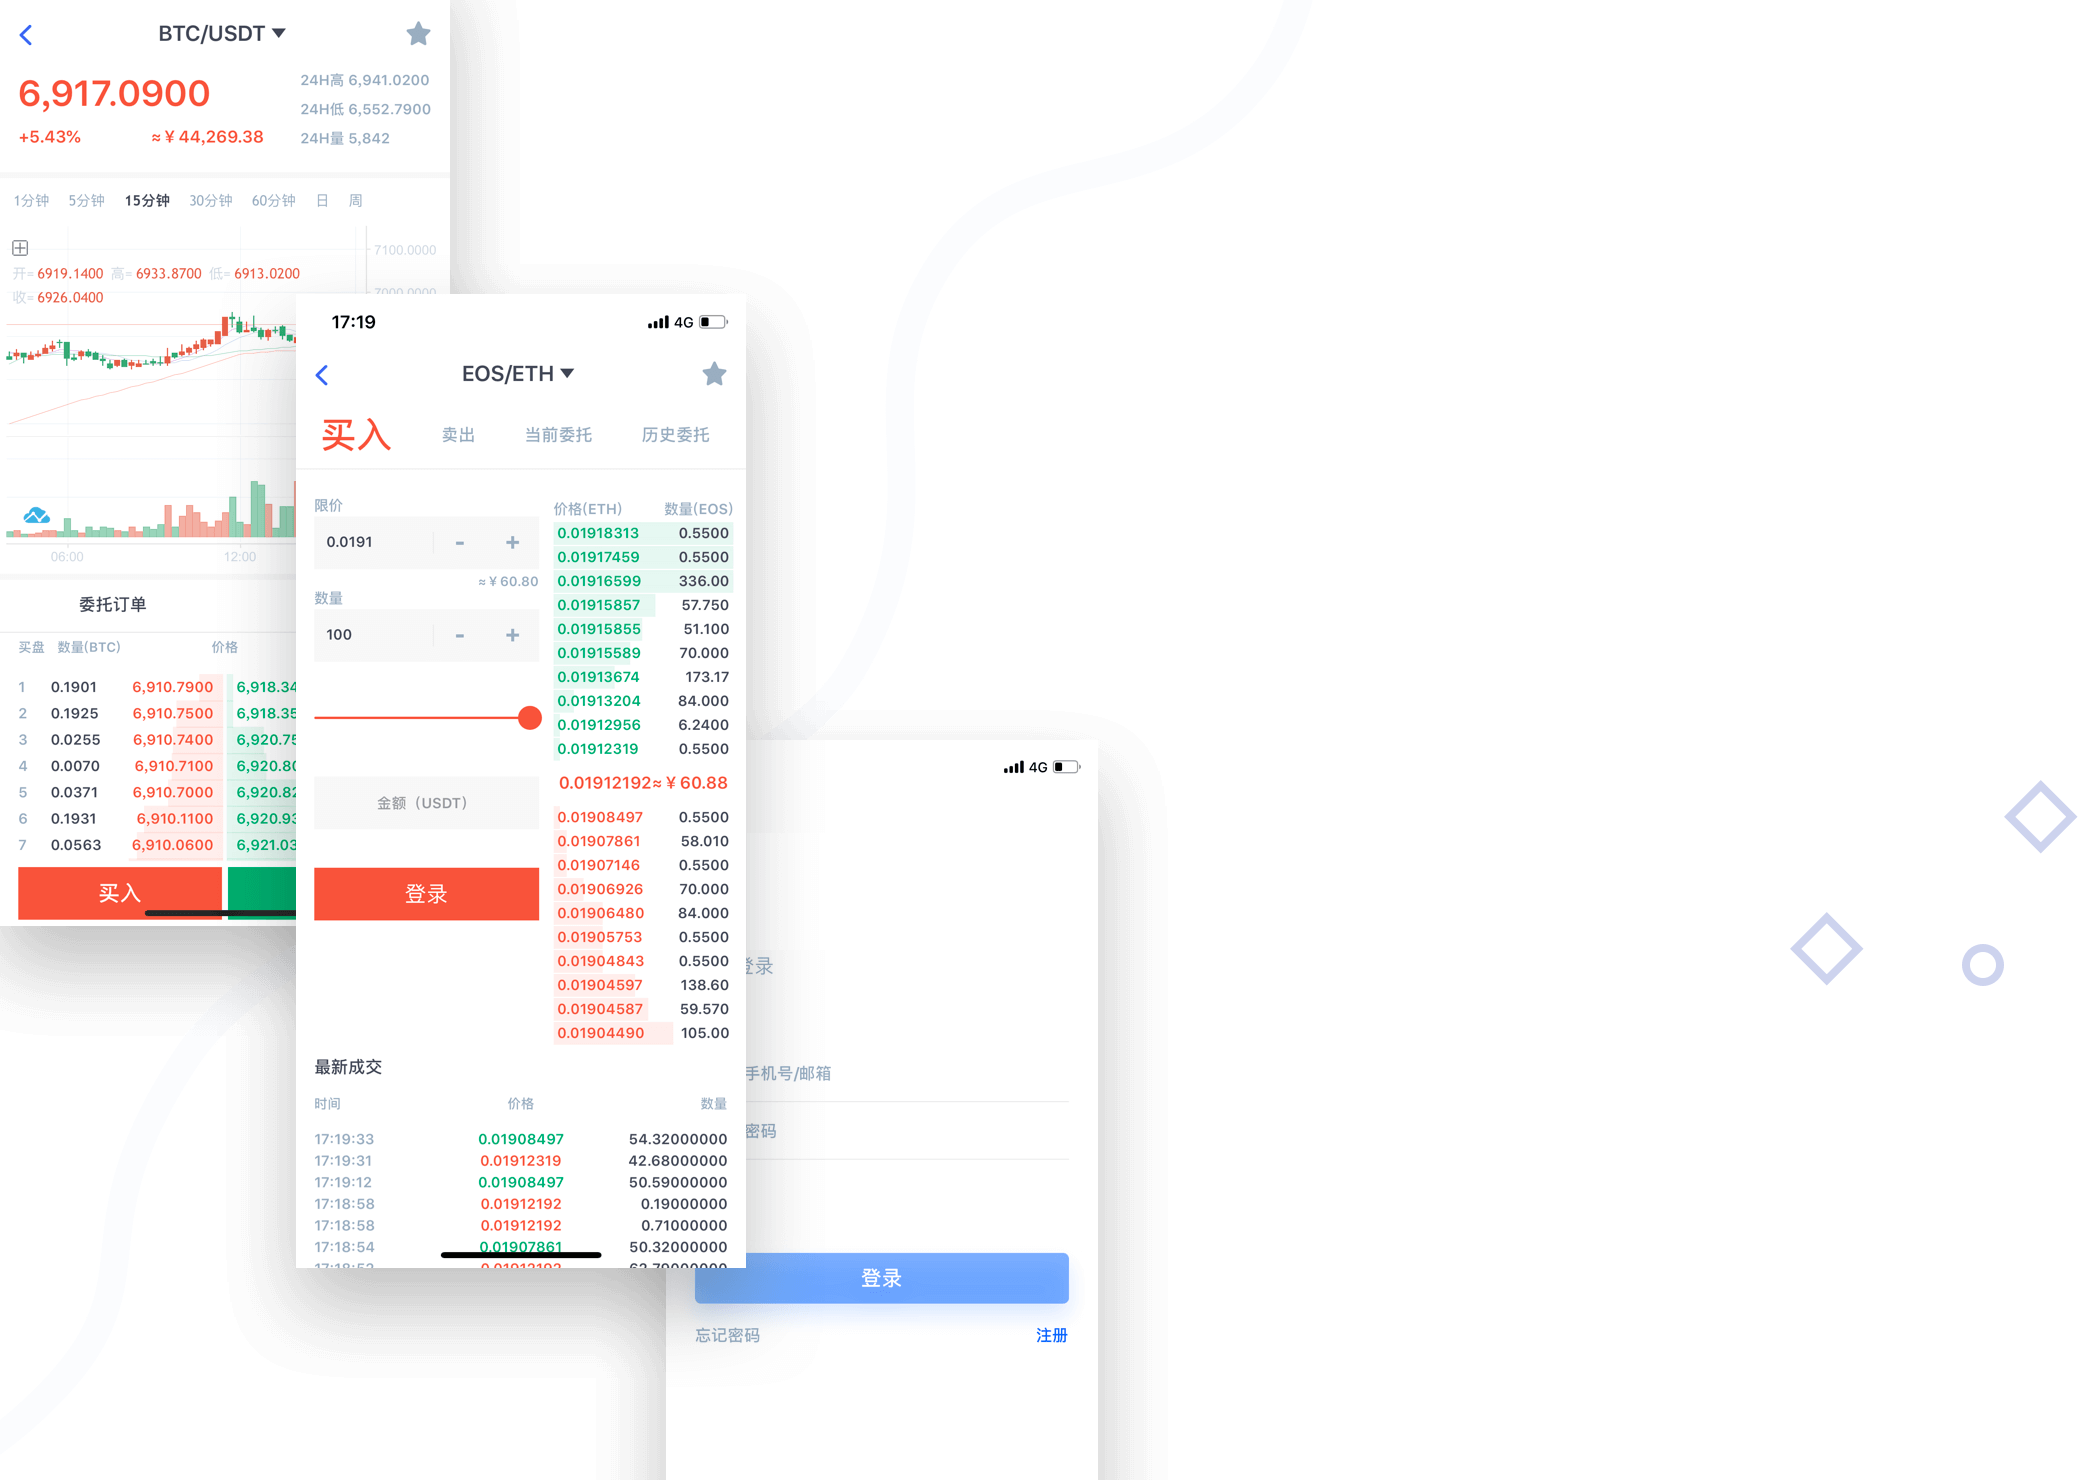 BTC/USDT
6,917.0900
+5.43% ≈¥44,269.38
24H高 6,941.0200
24H低 6,552.7900
24H量 5,842
1分钟 5分钟 15分钟 30分钟 60分钟 日 周
7100.0000
开= 6919.1400 高= 6933.8700 低= 6913.0200
收= 6926.0400
7000.0000
06:00 12:00
委托订单
买盘 数量(BTC) 价格
1 0.1901 6,910.7900 6,918.34
2 0.1925 6,910.7500 6,918.35
3 0.0255 6,910.7400 6,920.75
4 0.0070 6,910.7100 6,920.80
5 0.0371 6,910.7000 6,920.82
6 0.1931 6,910.1100 6,920.93
7 0.0563 6,910.0600 6,921.03
买入
17:19 4G
EOS/ETH
买入 卖出 当前委托 历史委托
限价
0.0191 - +
≈¥60.80
数量
100 - +
金额（USDT）
登录
价格(ETH) 数量(EOS)
0.01918313 0.5500
0.01917459 0.5500
0.01916599 336.00
0.01915857 57.750
0.01915855 51.100
0.01915589 70.000
0.01913674 173.17
0.01913204 84.000
0.01912956 6.2400
0.01912319 0.5500
0.01912192≈¥60.88
0.01908497 0.5500
0.01907861 58.010
0.01907146 0.5500
0.01906926 70.000
0.01906480 84.000
0.01905753 0.5500
0.01904843 0.5500
0.01904597 138.60
0.01904587 59.570
0.01904490 105.00
最新成交
时间 价格 数量
17:19:33 0.01908497 54.32000000
17:19:31 0.01912319 42.68000000
17:19:12 0.01908497 50.59000000
17:18:58 0.01912192 0.19000000
17:18:58 0.01912192 0.71000000
17:18:54 0.01907861 50.32000000
4G
登录
手机号/邮箱
密码
登录
忘记密码 注册